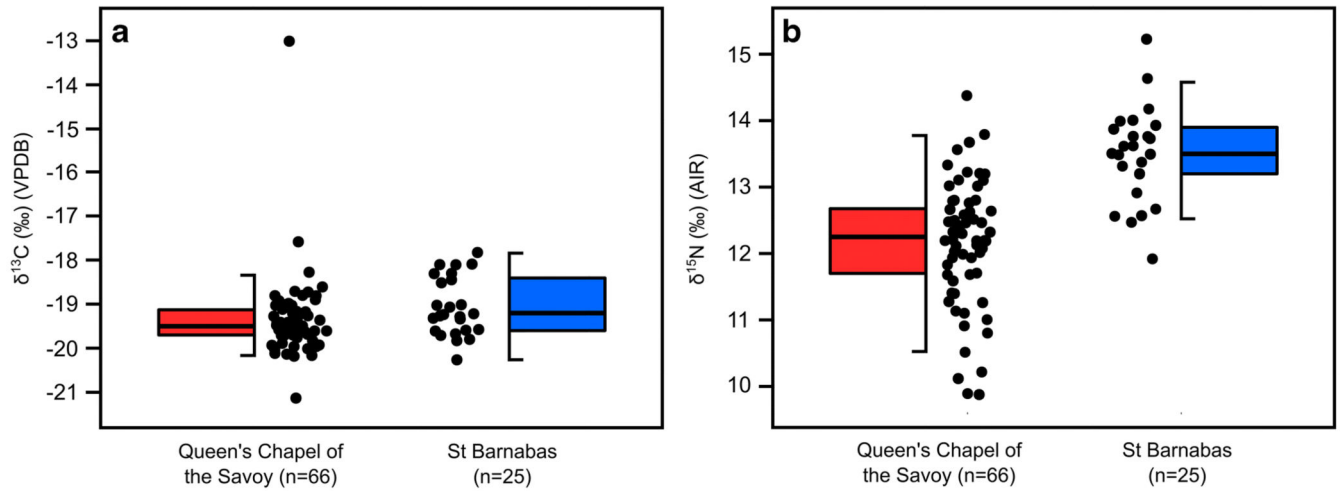 a
-13
-14
-15
-16
-17
-18
-19
-20
-21
δ13C (‰) (VPDB)
Queen's Chapel of
the Savoy (n=66)
St Barnabas
(n=25)
b
15
14
13
12
11
10
δ15N (‰) (AIR)
Queen's Chapel of
the Savoy (n=66)
St Barnabas
(n=25)